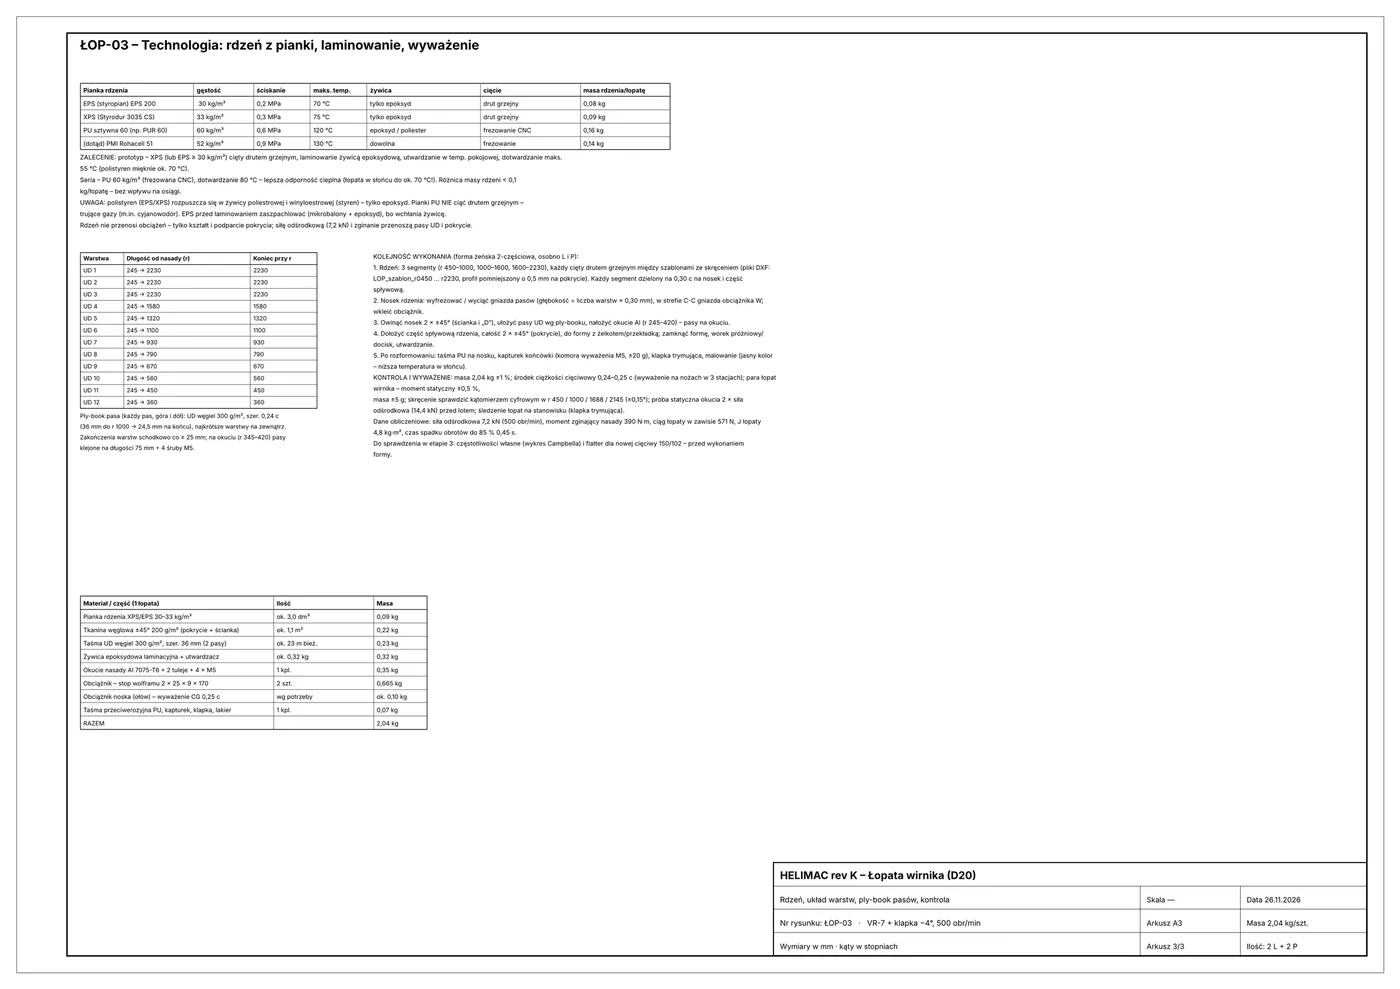 ŁOP-03 – Technologia: rdzeń z pianki, laminowanie, wyważenie
Pianka rdzenia gęstość ściskanie maks. temp. żywica cięcie masa rdzenia/łopatę
EPS (styropian) EPS 200 30 kg/m³ 0,2 MPa 70 °C tylko epoksyd drut grzejny 0,08 kg
XPS (Styrodur 3035 CS) 33 kg/m³ 0,3 MPa 75 °C tylko epoksyd drut grzejny 0,09 kg
PU sztywna 60 (np. PUR 60) 60 kg/m³ 0,6 MPa 120 °C epoksyd / poliester frezowanie CNC 0,16 kg
(dotąd) PMI Rohacell 51 52 kg/m³ 0,9 MPa 130 °C dowolna frezowanie 0,14 kg
ZALECENIE: prototyp – XPS (lub EPS ≥ 30 kg/m³) cięty drutem grzejnym, laminowanie żywicą epoksydową, utwardzanie w temp. pokojowej, dotwardzanie maks.
55 °C (polistyren mięknie ok. 70 °C).
Seria – PU 60 kg/m³ (frezowana CNC), dotwardzanie 80 °C – lepsza odporność cieplna (łopata w słońcu do ok. 70 °C!). Różnica masy rdzeni < 0,1
kg/łopatę – bez wpływu na osiągi.
UWAGA: polistyren (EPS/XPS) rozpuszcza się w żywicy poliestrowej i winyloestrowej (styren) – tylko epoksyd. Pianki PU NIE ciąć drutem grzejnym –
trujące gazy (m.in. cyjanowodór). EPS przed laminowaniem zaszpachlować (mikrobalony + epoksyd), bo wchłania żywicę.
Rdzeń nie przenosi obciążeń – tylko kształt i podparcie pokrycia; siłę odśrodkową (7,2 kN) i zginanie przenoszą pasy UD i pokrycie.
Warstwa Długość od nasady (r) Koniec przy r
UD 1 245 → 2230 2230
UD 2 245 → 2230 2230
UD 3 245 → 2230 2230
UD 4 245 → 1580 1580
UD 5 245 → 1320 1320
UD 6 245 → 1100 1100
UD 7 245 → 930 930
UD 8 245 → 790 790
UD 9 245 → 670 670
UD 10 245 → 560 560
UD 11 245 → 450 450
UD 12 245 → 360 360
Ply-book pasa (każdy pas, góra i dół): UD węgiel 300 g/m², szer. 0,24 c
(36 mm do r 1000 → 24,5 mm na końcu), najkrótsze warstwy na zewnątrz.
Zakończenia warstw schodkowo co ≥ 25 mm; na okuciu (r 345–420) pasy
klejone na długości 75 mm + 4 śruby M5.
KOLEJNOŚĆ WYKONANIA (forma żeńska 2-częściowa, osobno L i P):
1. Rdzeń: 3 segmenty (r 450–1000, 1000–1600, 1600–2230), każdy cięty drutem grzejnym między szablonami ze skręceniem (pliki DXF:
LOP_szablon_r0450 … r2230, profil pomniejszony o 0,5 mm na pokrycie). Każdy segment dzielony na 0,30 c na nosek i część
spływową.
2. Nosek rdzenia: wyfrezować / wyciąć gniazda pasów (głębokość = liczba warstw × 0,30 mm), w strefie C-C gniazda obciążnika W;
wkleić obciążnik.
3. Owinąć nosek 2 × ±45° (ścianka i „D”), ułożyć pasy UD wg ply-booku, nałożyć okucie Al (r 245–420) – pasy na okuciu.
4. Dołożyć część spływową rdzenia, całość 2 × ±45° (pokrycie), do formy z żelkotem/przekładką; zamknąć formę, worek próżniowy/
docisk, utwardzanie.
5. Po rozformowaniu: taśma PU na nosku, kapturek końcówki (komora wyważenia M5, ±20 g), klapka trymująca, malowanie (jasny kolor
– niższa temperatura w słońcu).
KONTROLA I WYWAŻENIE: masa 2,04 kg ±1 %; środek ciężkości cięciwowy 0,24–0,25 c (wyważenie na nożach w 3 stacjach); para łopat
wirnika – moment statyczny ±0,5 %,
masa ±5 g; skręcenie sprawdzić kątomierzem cyfrowym w r 450 / 1000 / 1688 / 2145 (±0,15°); próba statyczna okucia 2 × siła
odśrodkowa (14,4 kN) przed lotem; śledzenie łopat na stanowisku (klapka trymująca).
Dane obliczeniowe: siła odśrodkowa 7,2 kN (500 obr/min), moment zginający nasady 390 N·m, ciąg łopaty w zawisie 571 N, J łopaty
4,8 kg·m², czas spadku obrotów do 85 % 0,45 s.
Do sprawdzenia w etapie 3: częstotliwości własne (wykres Campbella) i flatter dla nowej cięciwy 150/102 – przed wykonaniem
formy.
Materiał / część (1 łopata) Ilość Masa
Pianka rdzenia XPS/EPS 30–33 kg/m³ ok. 3,0 dm³ 0,09 kg
Tkanina węglowa ±45° 200 g/m² (pokrycie + ścianka) ok. 1,1 m² 0,22 kg
Taśma UD węgiel 300 g/m², szer. 36 mm (2 pasy) ok. 23 m bież. 0,23 kg
Żywica epoksydowa laminacyjna + utwardzacz ok. 0,32 kg 0,32 kg
Okucie nasady Al 7075-T6 + 2 tuleje + 4 × M5 1 kpl. 0,35 kg
Obciążnik – stop wolframu 2 × 25 × 9 × 170 2 szt. 0,665 kg
Obciążnik noska (ołów) – wyważenie CG 0,25 c wg potrzeby ok. 0,10 kg
Taśma przeciwerozyjna PU, kapturek, klapka, lakier 1 kpl. 0,07 kg
RAZEM 2,04 kg
HELIMAC rev K – Łopata wirnika (D20)
Rdzeń, układ warstw, ply-book pasów, kontrola Skala — Data 26.11.2026
Nr rysunku: ŁOP-03 · VR-7 + klapka −4°, 500 obr/min Arkusz A3 Masa 2,04 kg/szt.
Wymiary w mm · kąty w stopniach Arkusz 3/3 Ilość: 2 L + 2 P